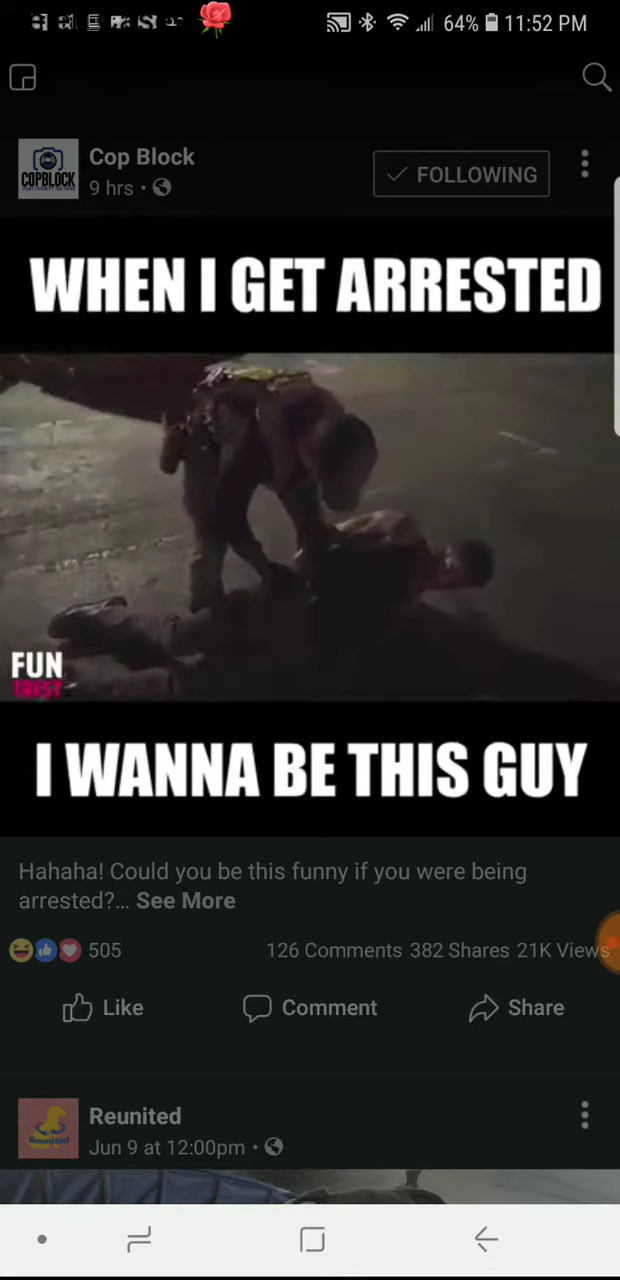 64% 11:52 PM
COPBLOCK
Cop Block
9 hrs •
FOLLOWING
WHEN I GET ARRESTED
FUN
I WANNA BE THIS GUY
Hahaha! Could you be this funny if you were being
arrested?... See More
505 126 Comments 382 Shares 21K Views
Like Comment Share
Reunited
Reunited
Jun 9 at 12:00pm •